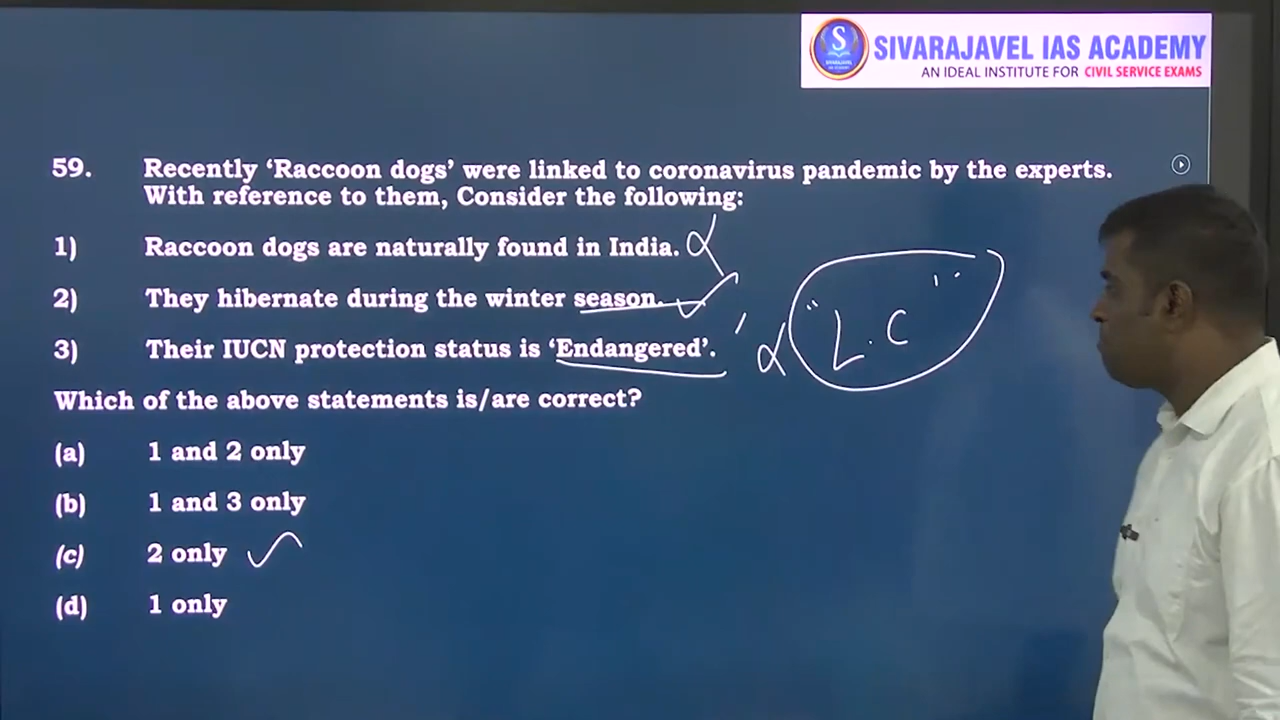 SIVARAJAVEL IAS ACADEMY
AN IDEAL INSTITUTE FOR CIVIL SERVICE EXAMS
59. Recently ‘Raccoon dogs’ were linked to coronavirus pandemic by the experts.
With reference to them, Consider the following:
1) Raccoon dogs are naturally found in India.
2) They hibernate during the winter season.
3) Their IUCN protection status is ‘Endangered’.
"L.C"
Which of the above statements is/are correct?
(a) 1 and 2 only
(b) 1 and 3 only
(c) 2 only
(d) 1 only